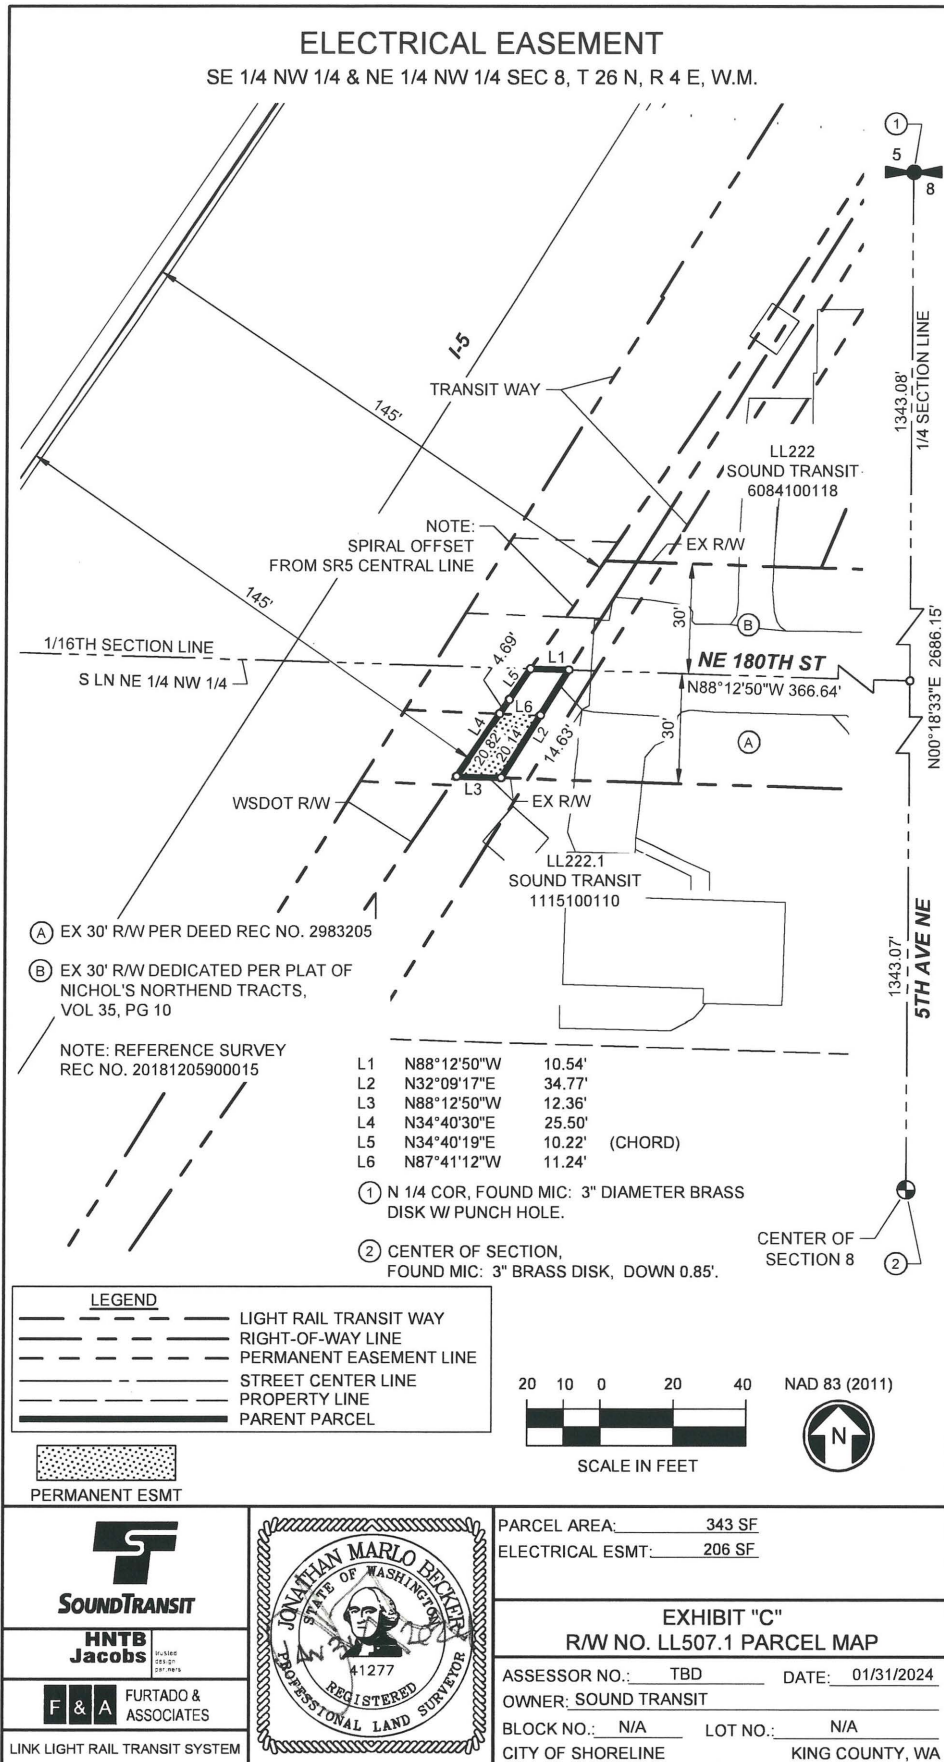 ELECTRICAL EASEMENT
SE 1/4 NW 1/4 & NE 1/4 NW 1/4 SEC 8, T 26 N, R 4 E, W.M.
1
5
8
1343.08'
1/4 SECTION LINE
I-5
TRANSIT WAY
145'
LL222
SOUND TRANSIT
6084100118
NOTE:
SPIRAL OFFSET
FROM SR5 CENTRAL LINE
EX R/W
145'
30'
B
1/16TH SECTION LINE
S LN NE 1/4 NW 1/4
4.69'
L5
L1
NE 180TH ST
N88°12'50"W 366.64'
N00°18'33"E 2686.15'
L4
L6
L2
20.82'
20.14'
14.63'
30'
A
L3
WSDOT R/W
EX R/W
LL222.1
SOUND TRANSIT
1115100110
A EX 30' R/W PER DEED REC NO. 2983205
B EX 30' R/W DEDICATED PER PLAT OF
NICHOL'S NORTHEND TRACTS,
VOL 35, PG 10
1343.07'
5TH AVE NE
NOTE: REFERENCE SURVEY
REC NO. 20181205900015
L1 N88°12'50"W 10.54'
L2 N32°09'17"E 34.77'
L3 N88°12'50"W 12.36'
L4 N34°40'30"E 25.50'
L5 N34°40'19"E 10.22' (CHORD)
L6 N87°41'12"W 11.24'
1 N 1/4 COR, FOUND MIC: 3" DIAMETER BRASS
DISK W/ PUNCH HOLE.
2 CENTER OF SECTION,
FOUND MIC: 3" BRASS DISK, DOWN 0.85'.
CENTER OF
SECTION 8
2
LEGEND
LIGHT RAIL TRANSIT WAY
RIGHT-OF-WAY LINE
PERMANENT EASEMENT LINE
STREET CENTER LINE
PROPERTY LINE
PARENT PARCEL
PERMANENT ESMT
20 10 0 20 40
SCALE IN FEET
NAD 83 (2011)
N
SOUNDTRANSIT
HNTB
Jacobs
trusted
design
partners
F & A FURTADO &
ASSOCIATES
LINK LIGHT RAIL TRANSIT SYSTEM
JONATHAN MARLO BECKER
STATE OF WASHINGTON
41277
REGISTERED
PROFESSIONAL LAND SURVEYOR
PARCEL AREA: 343 SF
ELECTRICAL ESMT: 206 SF
EXHIBIT "C"
R/W NO. LL507.1 PARCEL MAP
ASSESSOR NO.: TBD DATE: 01/31/2024
OWNER: SOUND TRANSIT
BLOCK NO.: N/A LOT NO.: N/A
CITY OF SHORELINE KING COUNTY, WA